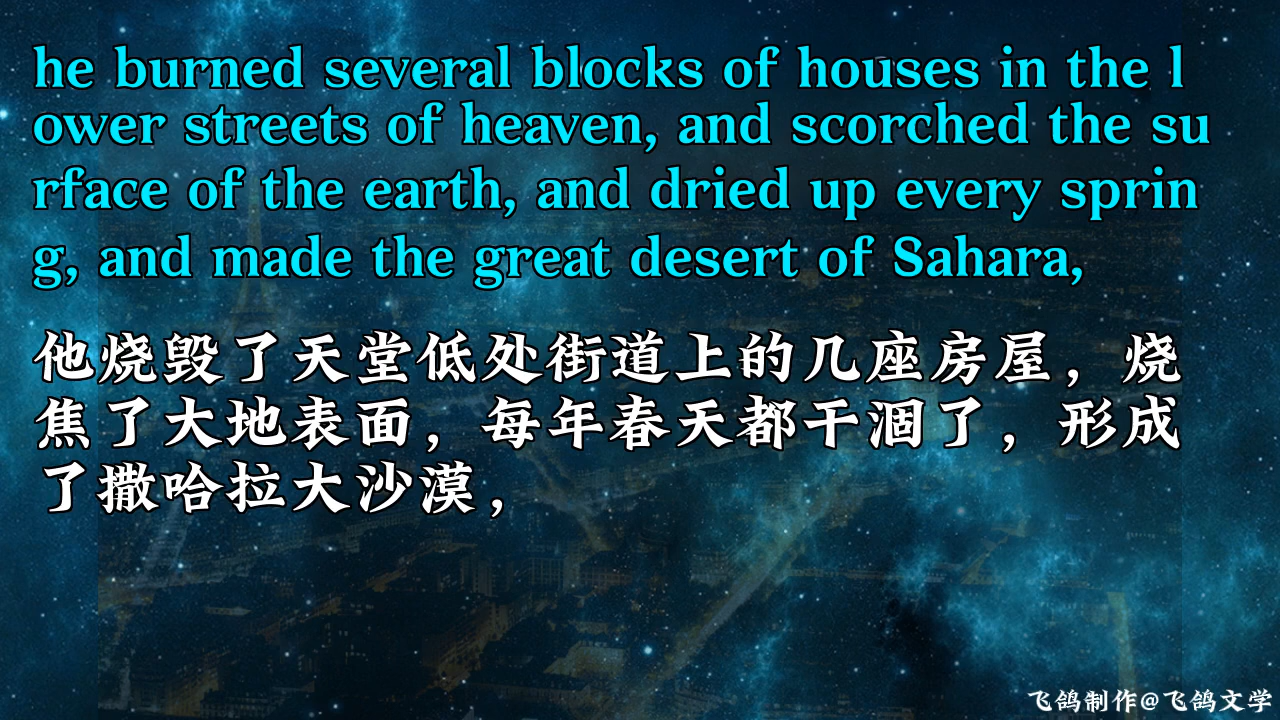 he burned several blocks of houses in the l
ower streets of heaven, and scorched the su
rface of the earth, and dried up every sprin
g, and made the great desert of Sahara,
他烧毁了天堂低处街道上的几座房屋，烧
焦了大地表面，每年春天都干涸了，形成
了撒哈拉大沙漠，
飞鸽制作@飞鸽文学